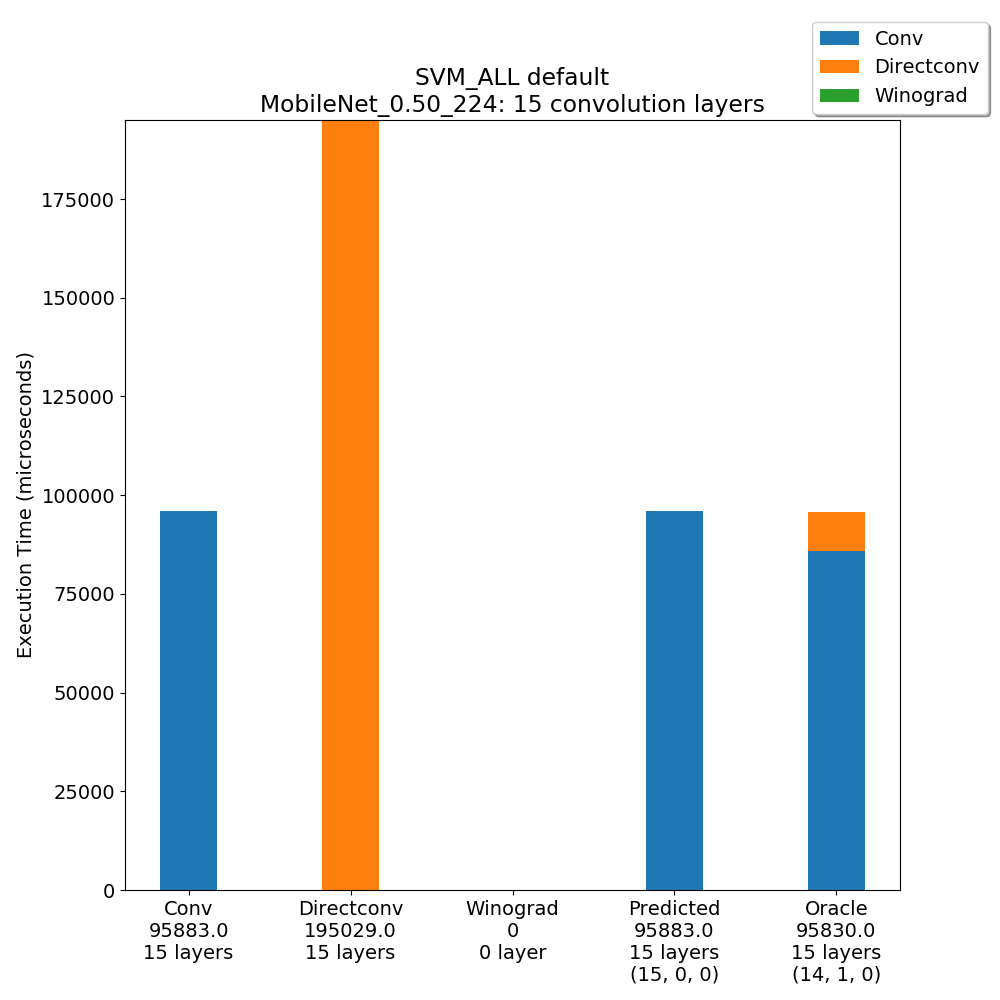 Conv
Directconv
Winograd
SVM_ALL default
MobileNet_0.50_224: 15 convolution layers
Execution Time (microseconds)
175000
150000
125000
100000
75000
50000
25000
0
Conv
95883.0
15 layers
Directconv
195029.0
15 layers
Winograd
0
0 layer
Predicted
95883.0
15 layers
(15, 0, 0)
Oracle
95830.0
15 layers
(14, 1, 0)